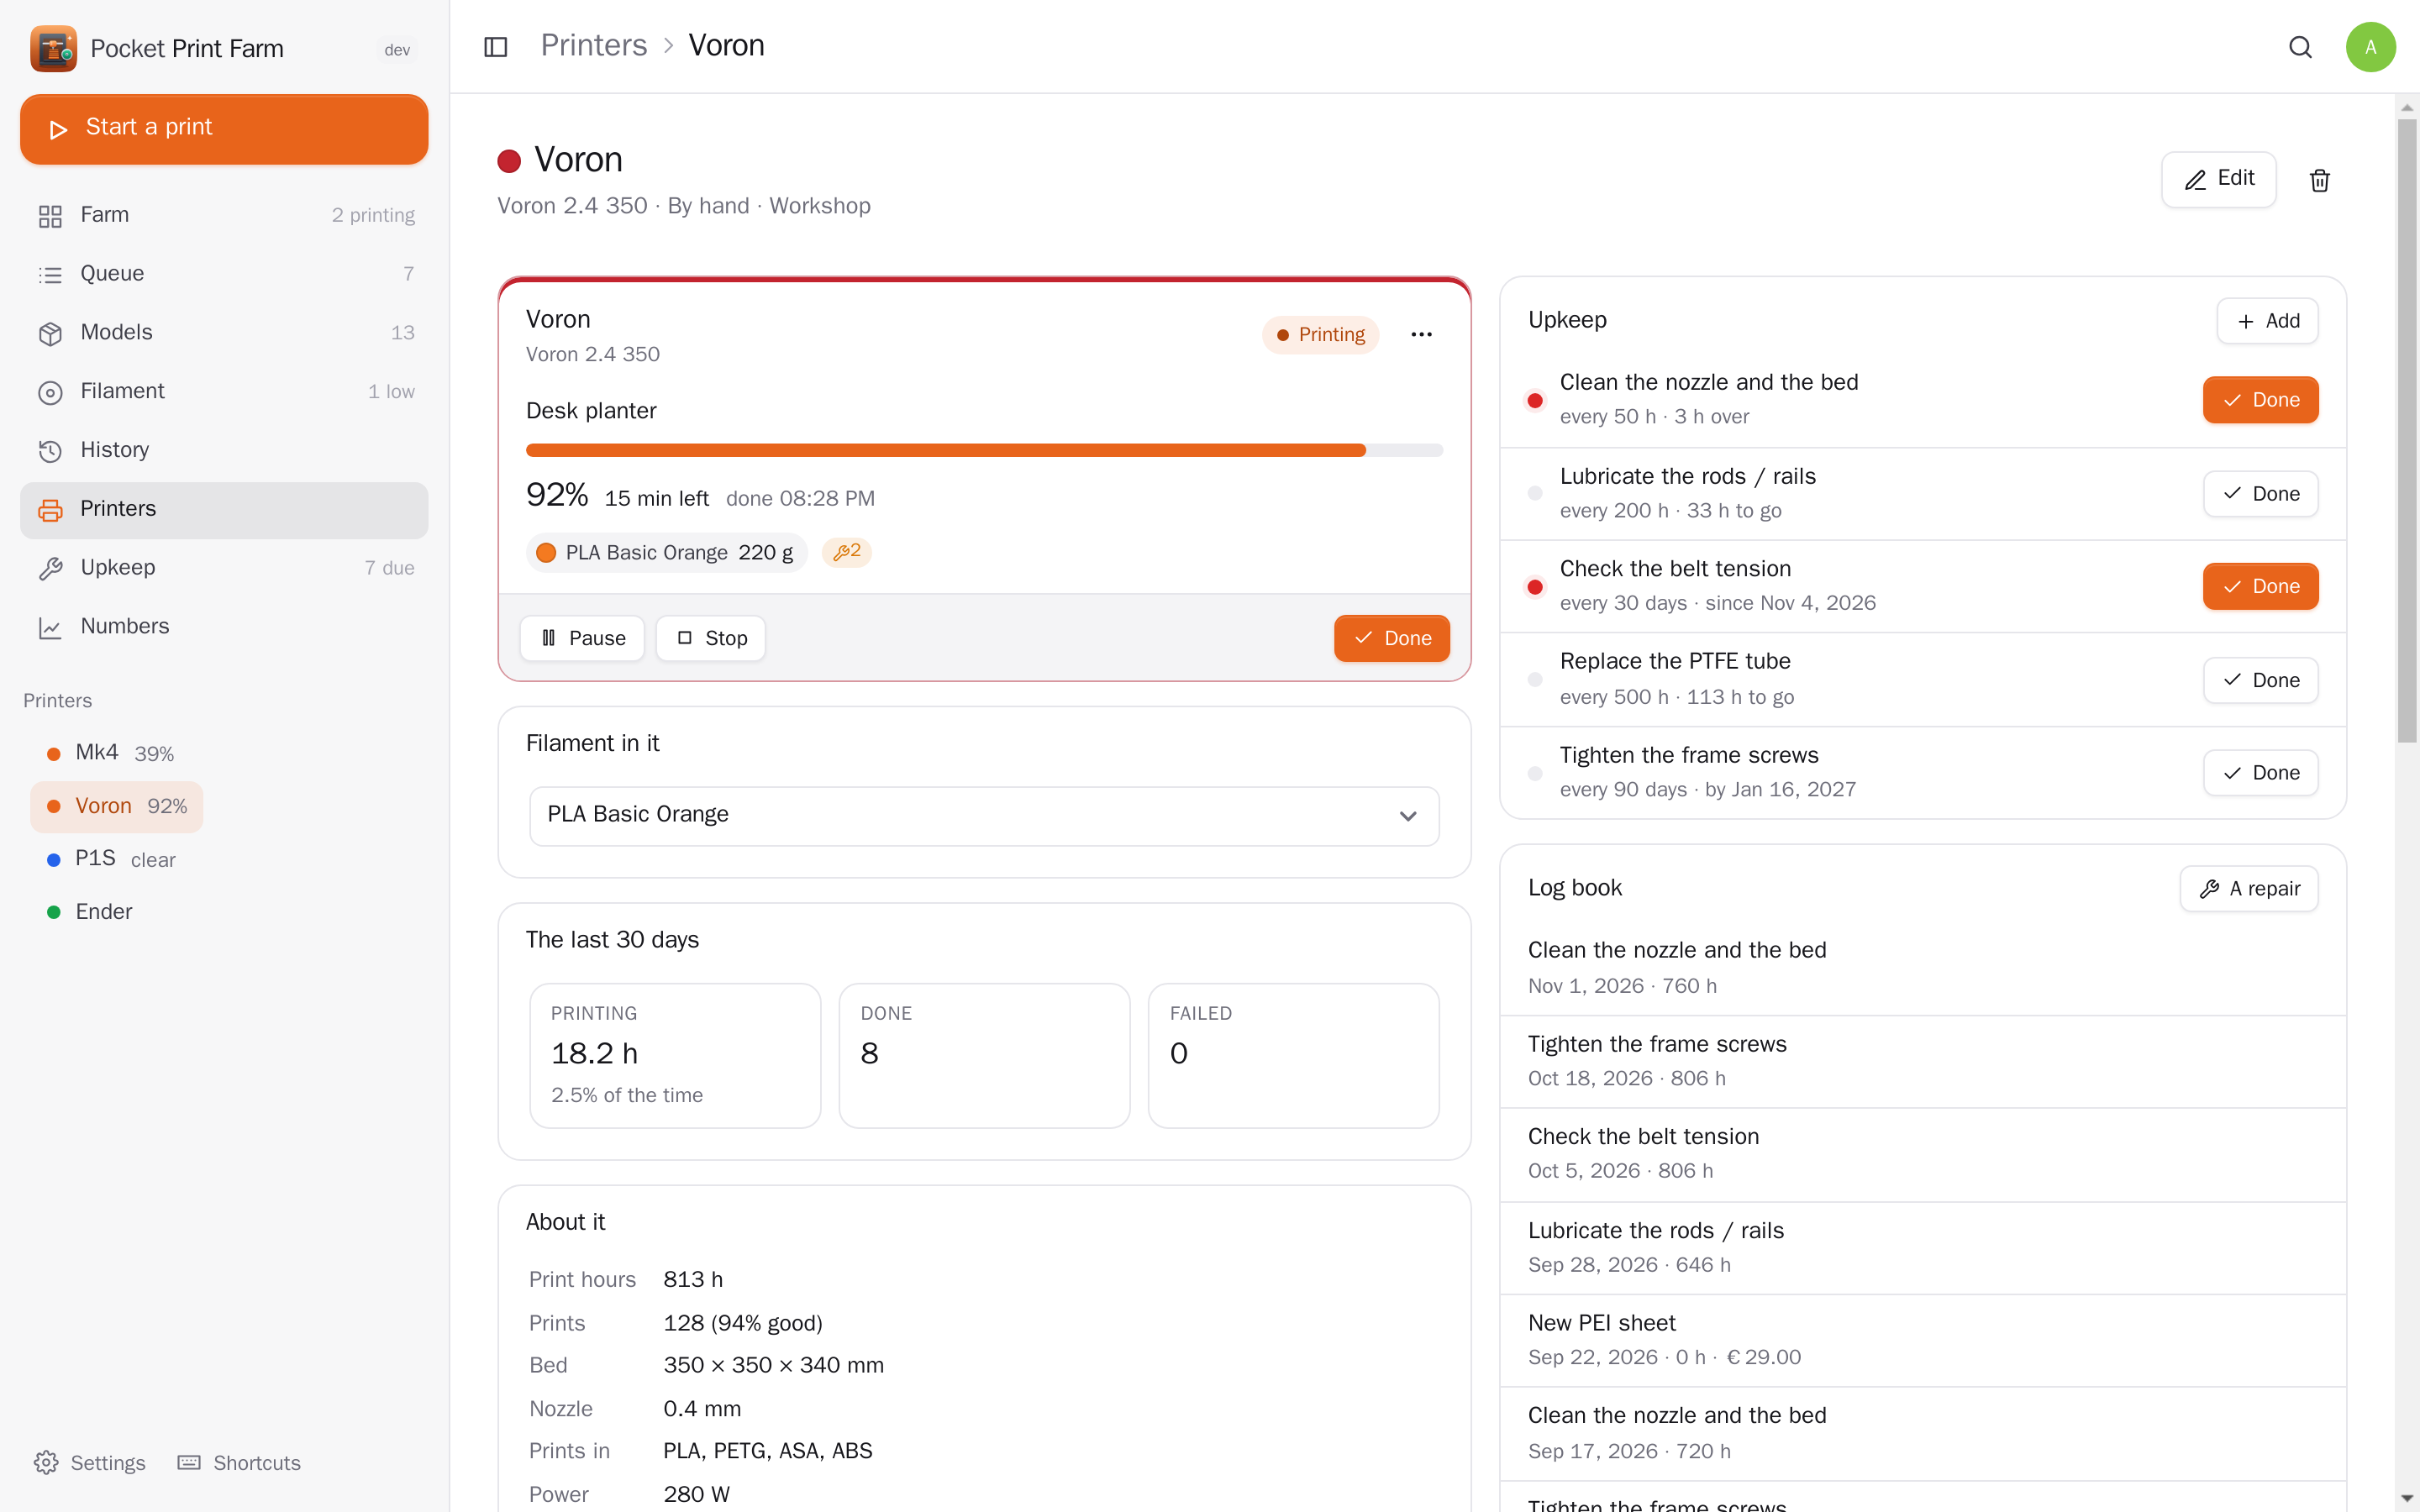 Pocket Print Farm
dev
Start a print
Farm
2 printing
Queue
7
Models
13
Filament
1 low
History
Printers
Upkeep
7 due
Numbers
Printers
Mk4 39%
Voron 92%
P1S clear
Ender
Settings
Shortcuts
Printers > Voron
A
Voron
Voron 2.4 350 · By hand · Workshop
Edit
Voron
Voron 2.4 350
Printing
Desk planter
92% 15 min left done 08:28 PM
PLA Basic Orange 220 g
2
Pause
Stop
Done
Filament in it
PLA Basic Orange
The last 30 days
PRINTING
18.2 h
2.5% of the time
DONE
8
FAILED
0
About it
Print hours 813 h
Prints 128 (94% good)
Bed 350 × 350 × 340 mm
Nozzle 0.4 mm
Prints in PLA, PETG, ASA, ABS
Power 280 W
Upkeep
Add
Clean the nozzle and the bed
every 50 h · 3 h over
Done
Lubricate the rods / rails
every 200 h · 33 h to go
Done
Check the belt tension
every 30 days · since Nov 4, 2026
Done
Replace the PTFE tube
every 500 h · 113 h to go
Done
Tighten the frame screws
every 90 days · by Jan 16, 2027
Done
Log book
A repair
Clean the nozzle and the bed
Nov 1, 2026 · 760 h
Tighten the frame screws
Oct 18, 2026 · 806 h
Check the belt tension
Oct 5, 2026 · 806 h
Lubricate the rods / rails
Sep 28, 2026 · 646 h
New PEI sheet
Sep 22, 2026 · 0 h · € 29.00
Clean the nozzle and the bed
Sep 17, 2026 · 720 h
Tighten the frame screws